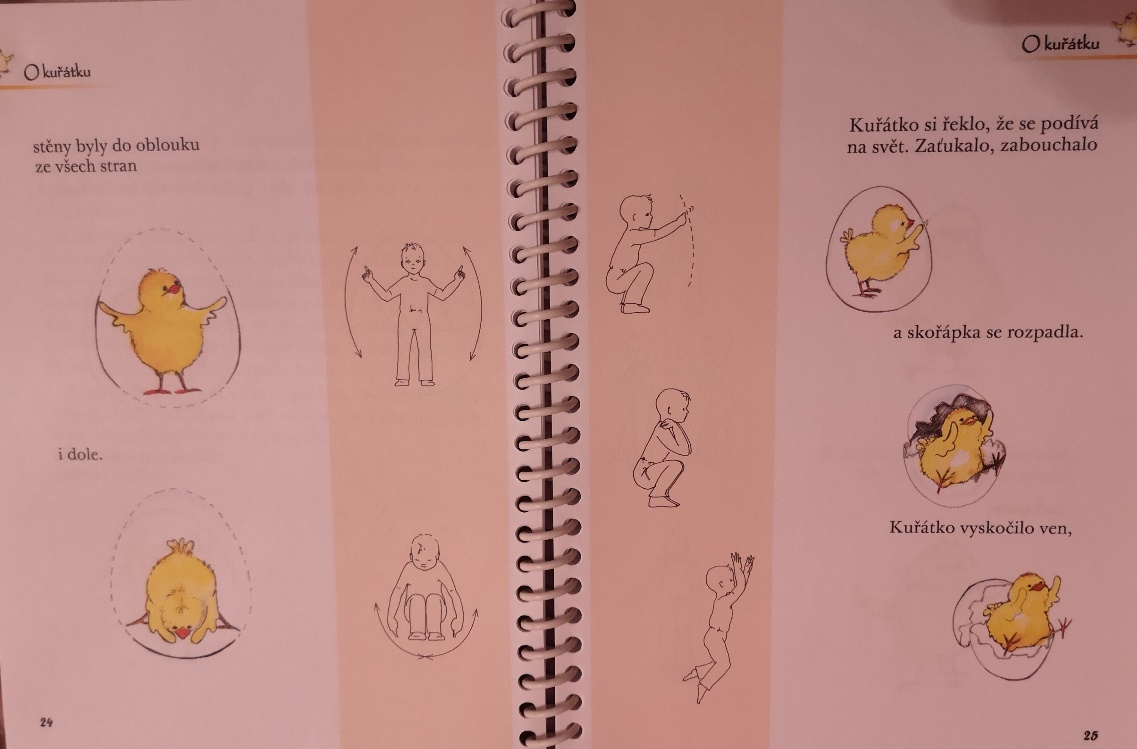 O kuřátku
stěny byly do oblouku
ze všech stran
i dole.
24
O kuřátku
Kuřátko si řeklo, že se podívá
na svět. Zaťukalo, zabouchalo
a skořápka se rozpadla.
Kuřátko vyskočilo ven,
25